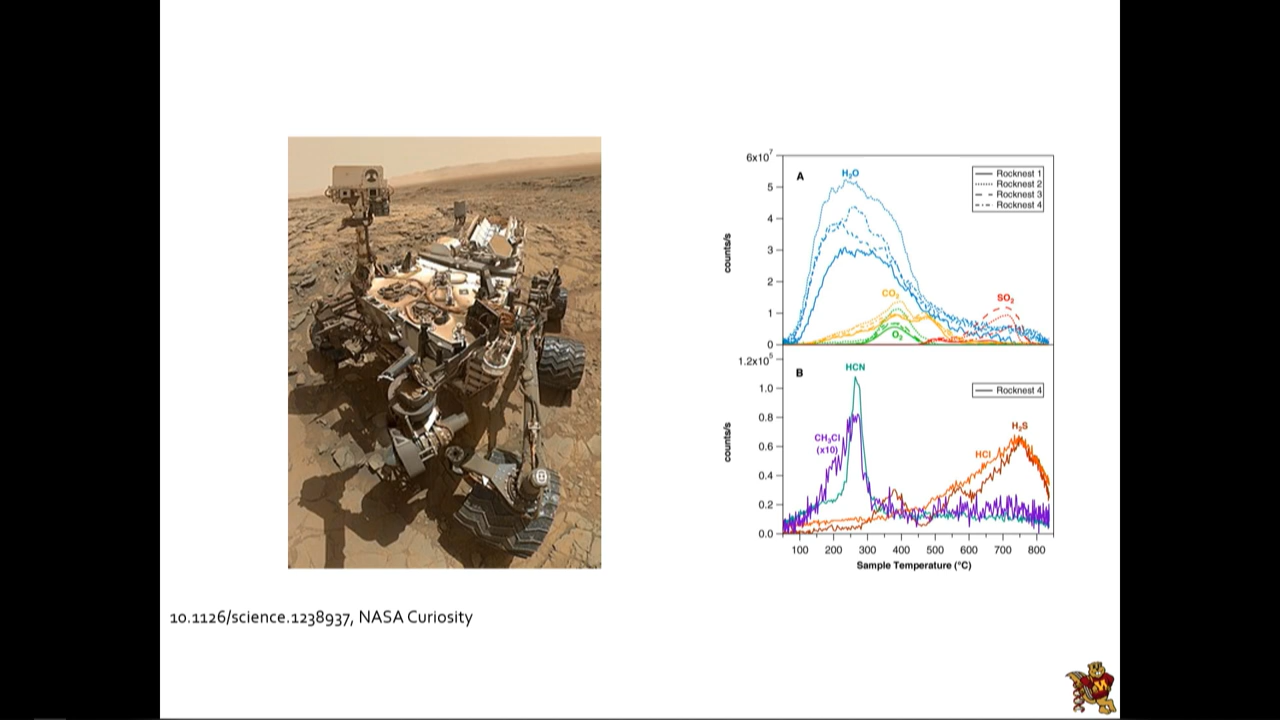 6x10⁷
A
H₂O
Rocknest 1
Rocknest 2
Rocknest 3
Rocknest 4
5
4
3
2
1
0
counts/s
CO₂
O₂
SO₂
1.2x10⁵
B
HCN
Rocknest 4
1.0
0.8
0.6
0.4
0.2
0.0
counts/s
CH₃Cl
(x10)
HCl
H₂S
100 200 300 400 500 600 700 800
Sample Temperature (°C)
10.1126/science.1238937, NASA Curiosity
M